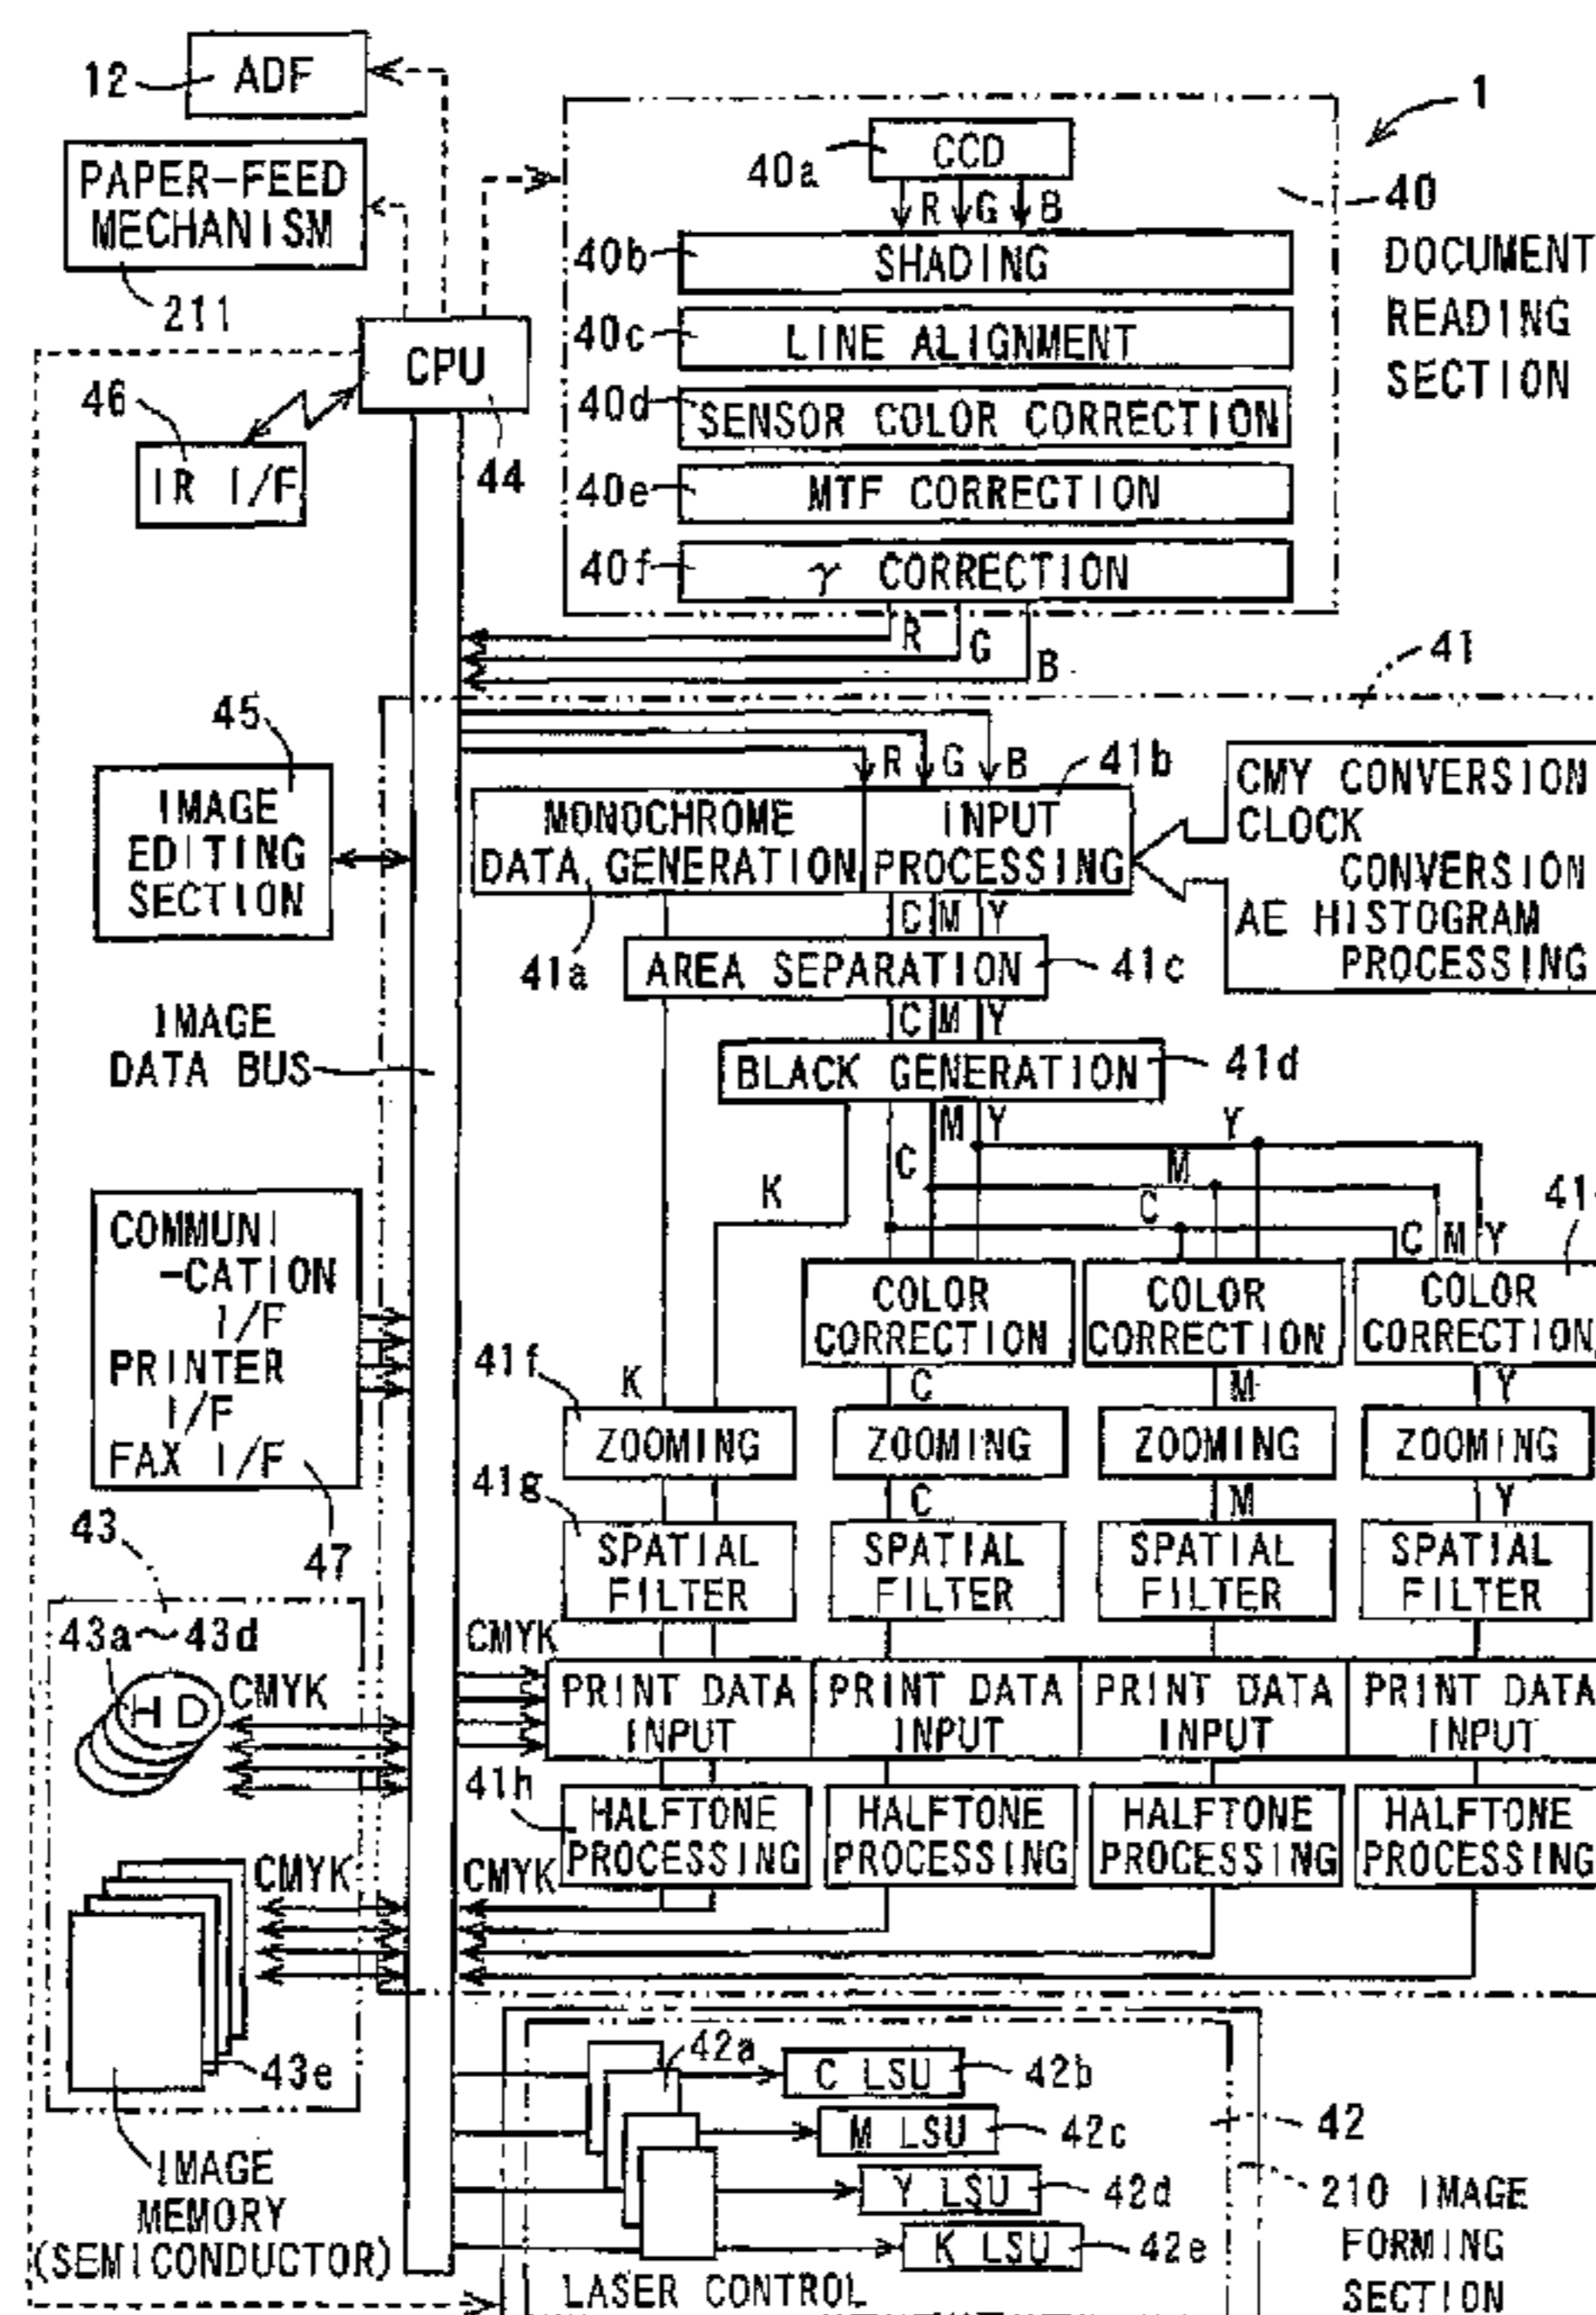 12
ADF
PAPER-FEED
MECHANISM
211
CPU
44
46
IR I/F
1
CCD
40a
R G B
40b
SHADING
40c
LINE ALIGNMENT
40d
SENSOR COLOR CORRECTION
40e
MTF CORRECTION
40f
γ CORRECTION
40
DOCUMENT
READING
SECTION
R
G
B
41
45
IMAGE
EDITING
SECTION
R G B
41b
MONOCHROME
DATA GENERATION
INPUT
PROCESSING
CMY CONVERSION
CLOCK
CONVERSION
AE HISTOGRAM
PROCESSING
41a
C M Y
AREA SEPARATION
41c
C M Y
IMAGE
DATA BUS
BLACK GENERATION
41d
M Y
Y
C
M
K
C
C M Y
41
COMMUNI
-CATION
I/F
PRINTER
I/F
FAX I/F
47
COLOR
CORRECTION
COLOR
CORRECTION
COLOR
CORRECTION
41f
K
C
M
Y
ZOOMING
ZOOMING
ZOOMING
ZOOMING
41g
C
M
Y
SPATIAL
FILTER
SPATIAL
FILTER
SPATIAL
FILTER
SPATIAL
FILTER
43
43a~43d
HD
CMYK
CMYK
PRINT DATA
INPUT
PRINT DATA
INPUT
PRINT DATA
INPUT
PRINT DATA
INPUT
41h
HALFTONE
PROCESSING
HALFTONE
PROCESSING
HALFTONE
PROCESSING
HALFTONE
PROCESSING
CMYK
CMYK
43e
IMAGE
MEMORY
(SEMICONDUCTOR)
42a
C LSU
42b
M LSU
42c
Y LSU
42d
K LSU
42e
42
210 IMAGE
FORMING
SECTION
LASER CONTROL